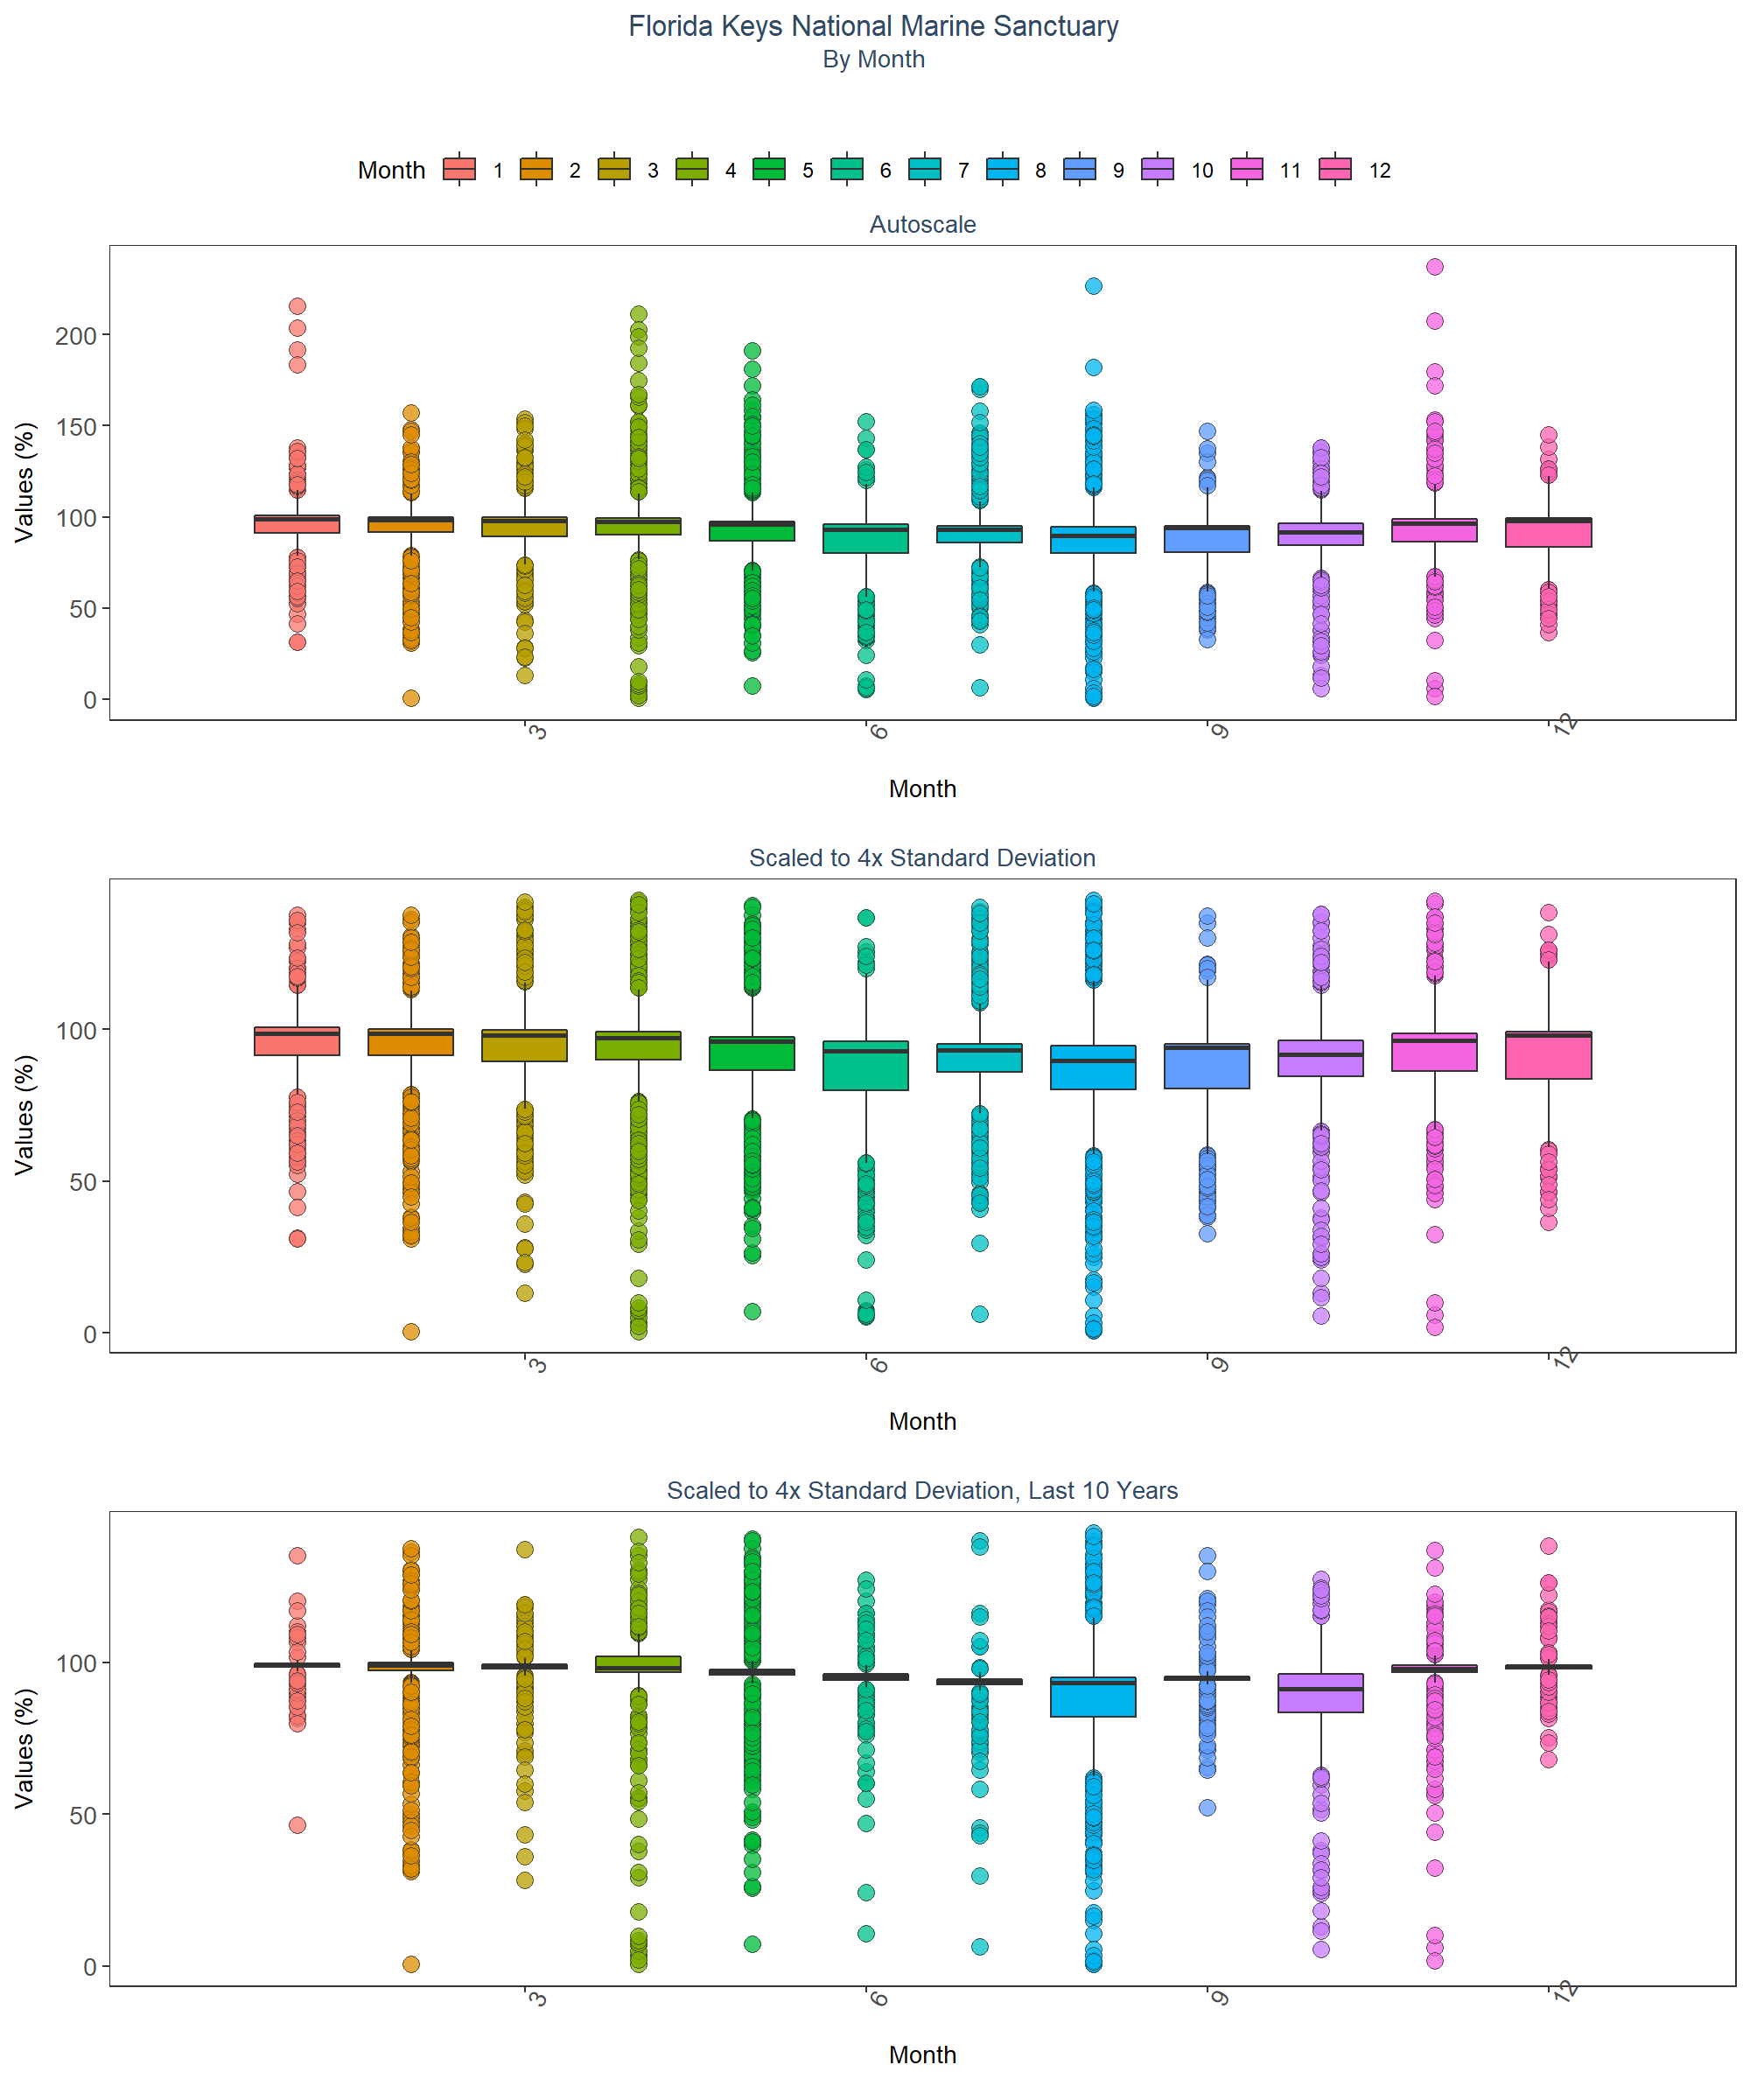 Florida Keys National Marine Sanctuary
By Month
Month 1 2 3 4 5 6 7 8 9 10 11 12
Autoscale
Values (%)
200
150
100
50
0
3 6 9 12
Month
Scaled to 4x Standard Deviation
Values (%)
100
50
0
3 6 9 12
Month
Scaled to 4x Standard Deviation, Last 10 Years
Values (%)
100
50
0
3 6 9 12
Month